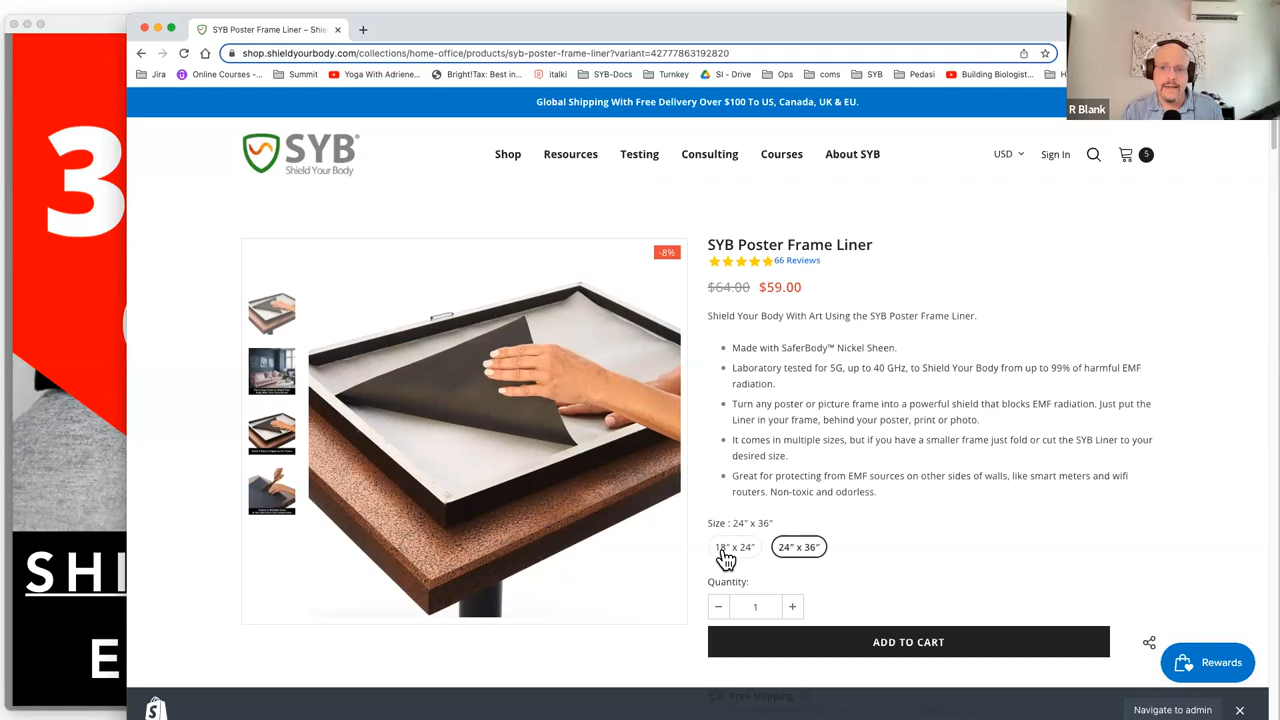 SYB Poster Frame Liner – Shie
shop.shieldyourbody.com/collections/home-office/products/syb-poster-frame-liner?variant=42777863192820
Jira
Online Courses -...
Summit
Yoga With Adriene...
Bright!Tax: Best in...
italki
SYB-Docs
Turnkey
SI - Drive
Ops
coms
SYB
Pedasi
Building Biologist...
R Blank
Global Shipping With Free Delivery Over $100 To US, Canada, UK & EU.
SYB®
Shield Your Body
Shop
Resources
Testing
Consulting
Courses
About SYB
USD
Sign In
5
3
-8%
SYB Poster Frame Liner
66 Reviews
$64.00 $59.00
Shield Your Body With Art Using the SYB Poster Frame Liner.
Made with SaferBody™ Nickel Sheen.
Laboratory tested for 5G, up to 40 GHz, to Shield Your Body from up to 99% of harmful EMF
radiation.
Turn any poster or picture frame into a powerful shield that blocks EMF radiation. Just put the
Liner in your frame, behind your poster, print or photo.
It comes in multiple sizes, but if you have a smaller frame just fold or cut the SYB Liner to your
desired size.
Great for protecting from EMF sources on other sides of walls, like smart meters and wifi
routers. Non-toxic and odorless.
Size : 24″ x 36″
18″ x 24″
24″ x 36″
Quantity:
− 1 +
ADD TO CART
SHI
E
Rewards
Free Shipping
Navigate to admin